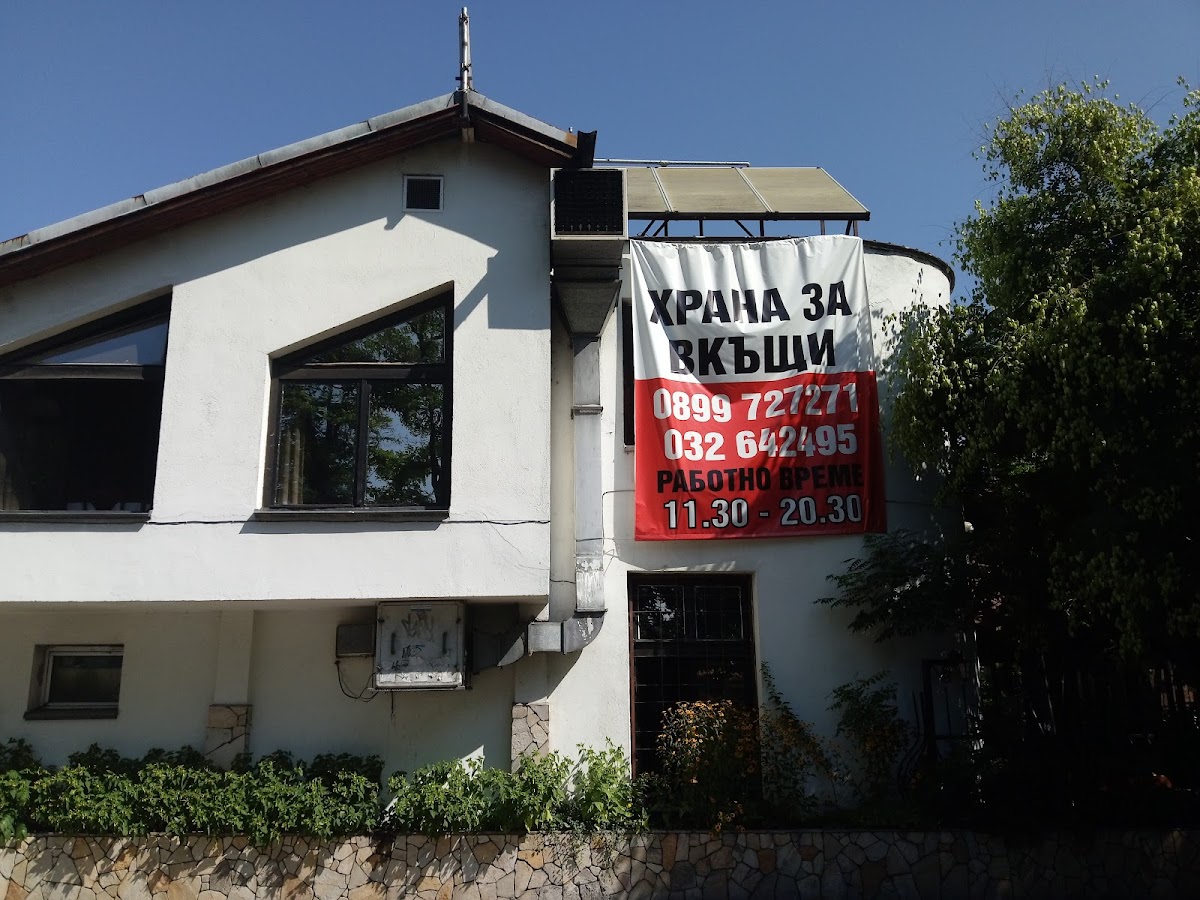 ХРАНА ЗА
ВКЪЩИ
0899 727271
032 642495
РАБОТНО ВРЕМЕ
11.30 - 20.30